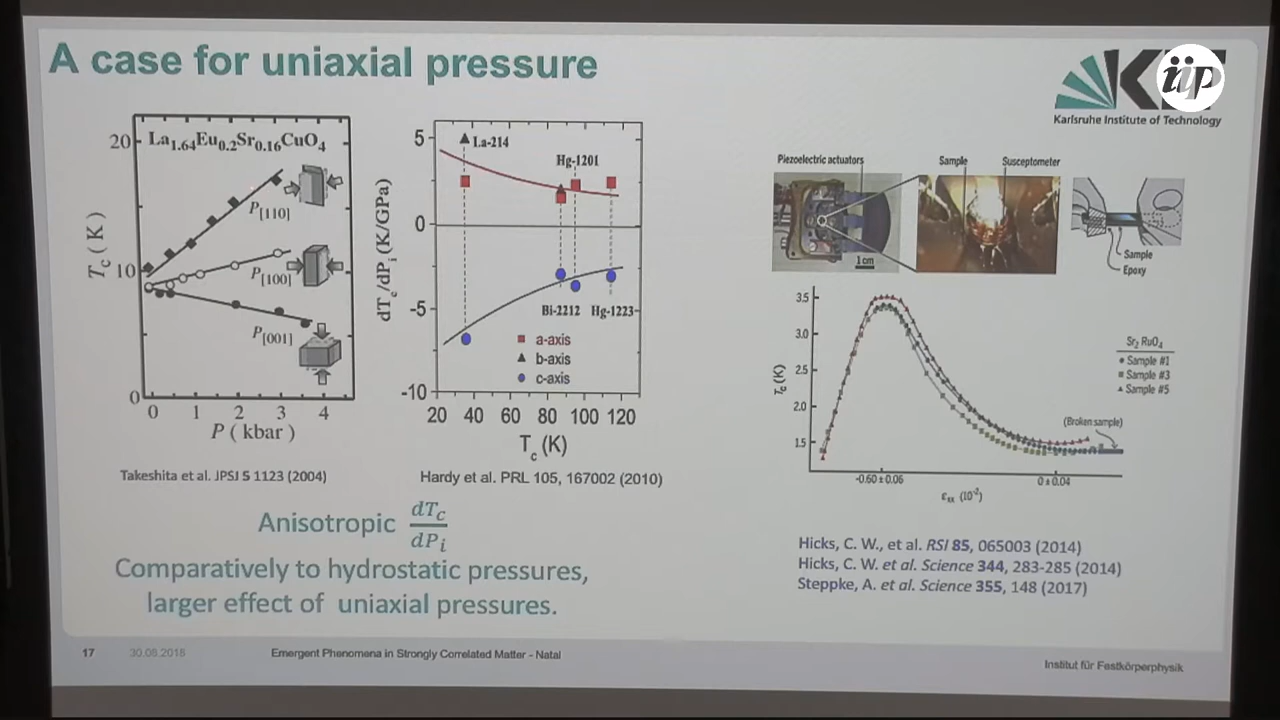 A case for uniaxial pressure
iip
Karlsruhe Institute of Technology
La1.64Eu0.2Sr0.16CuO4
20
10
0
Tc ( K )
P[110]
P[100]
P[001]
0 1 2 3 4
P ( kbar )
Takeshita et al. JPSJ S 1123 (2004)
5
0
-5
-10
dTc/dPi(K/GPa)
La-214
Hg-1201
Bi-2212 Hg-1223
a-axis
b-axis
c-axis
20 40 60 80 100 120
Tc (K)
Hardy et al. PRL 105, 167002 (2010)
Anisotropic dTc
dPi
Comparatively to hydrostatic pressures,
larger effect of uniaxial pressures.
Piezoelectric actuators Sample Susceptometer
1 cm
Sample
Epoxy
3.5
3.0
2.5
2.0
1.5
Tc (K)
Sr2 RuO4
Sample #1
Sample #3
Sample #5
(Broken sample)
-0.60 ± 0.06 0 ± 0.04
εxx (10-2)
Hicks, C. W., et al. RSI 85, 065003 (2014)
Hicks, C. W. et al. Science 344, 283-285 (2014)
Steppke, A. et al. Science 355, 148 (2017)
17 30.08.2018 Emergent Phenomena in Strongly Correlated Matter - Natal
Institut für Festkörperphysik